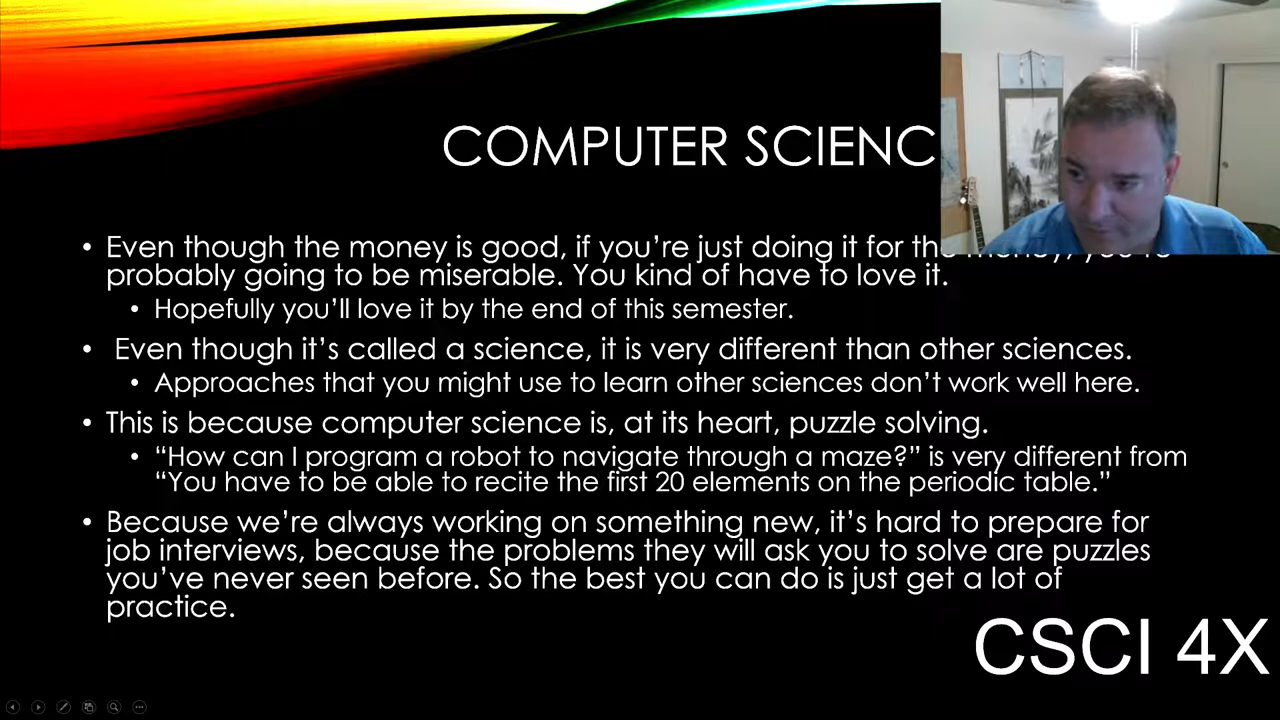 COMPUTER SCIENC
• Even though the money is good, if you’re just doing it for
probably going to be miserable. You kind of have to love it.
• Hopefully you’ll love it by the end of this semester.
• Even though it’s called a science, it is very different than other sciences.
• Approaches that you might use to learn other sciences don’t work well here.
• This is because computer science is, at its heart, puzzle solving.
• “How can I program a robot to navigate through a maze?” is very different from
“You have to be able to recite the first 20 elements on the periodic table.”
• Because we’re always working on something new, it’s hard to prepare for
job interviews, because the problems they will ask you to solve are puzzles
you’ve never seen before. So the best you can do is just get a lot of
practice.
CSCI 4X